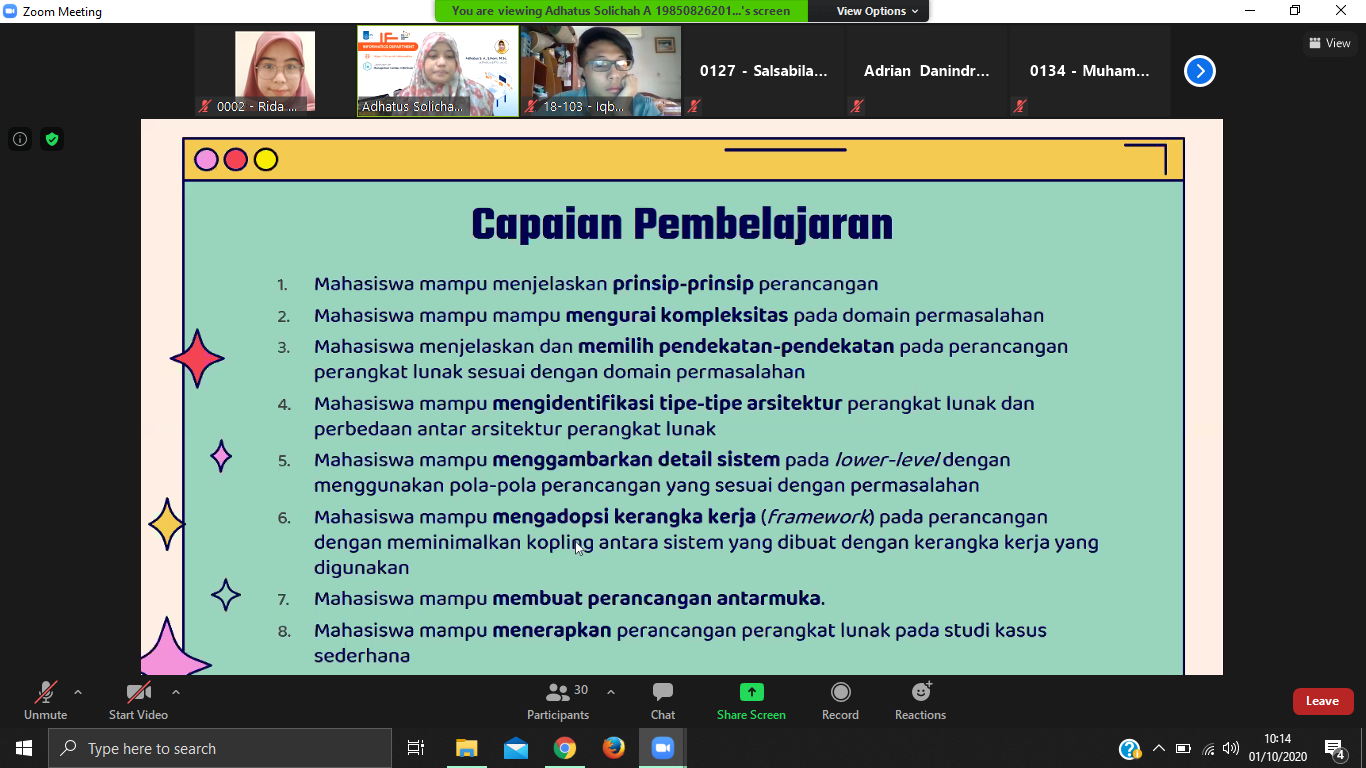 Zoom Meeting
You are viewing Adhatus Solichah A 19850826201...'s screen
View Options
View
INFORMATICS DEPARTMENT
0002 - Rida ...
Adhatus Solicha...
18-103 - Iqb...
0127 - Salsabila...
Adrian Danindr...
0134 - Muham...
Capaian Pembelajaran
1. Mahasiswa mampu menjelaskan prinsip-prinsip perancangan
2. Mahasiswa mampu mampu mengurai kompleksitas pada domain permasalahan
3. Mahasiswa menjelaskan dan memilih pendekatan-pendekatan pada perancangan
perangkat lunak sesuai dengan domain permasalahan
4. Mahasiswa mampu mengidentifikasi tipe-tipe arsitektur perangkat lunak dan
perbedaan antar arsitektur perangkat lunak
5. Mahasiswa mampu menggambarkan detail sistem pada lower-level dengan
menggunakan pola-pola perancangan yang sesuai dengan permasalahan
6. Mahasiswa mampu mengadopsi kerangka kerja (framework) pada perancangan
dengan meminimalkan kopling antara sistem yang dibuat dengan kerangka kerja yang
digunakan
7. Mahasiswa mampu membuat perancangan antarmuka.
8. Mahasiswa mampu menerapkan perancangan perangkat lunak pada studi kasus
sederhana
Unmute
Start Video
30
Participants
Chat
Share Screen
Record
Reactions
Leave
Type here to search
10:14
01/10/2020
4